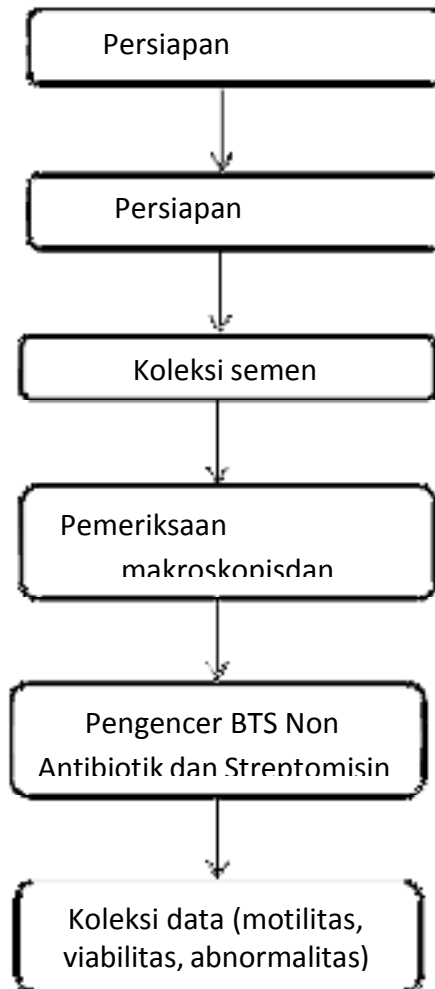 Persiapan
Persiapan
Koleksi semen
Pemeriksaan
makroskopisdan
Pengencer BTS Non
Antibiotik dan Streptomisin
Koleksi data (motilitas,
viabilitas, abnormalitas)